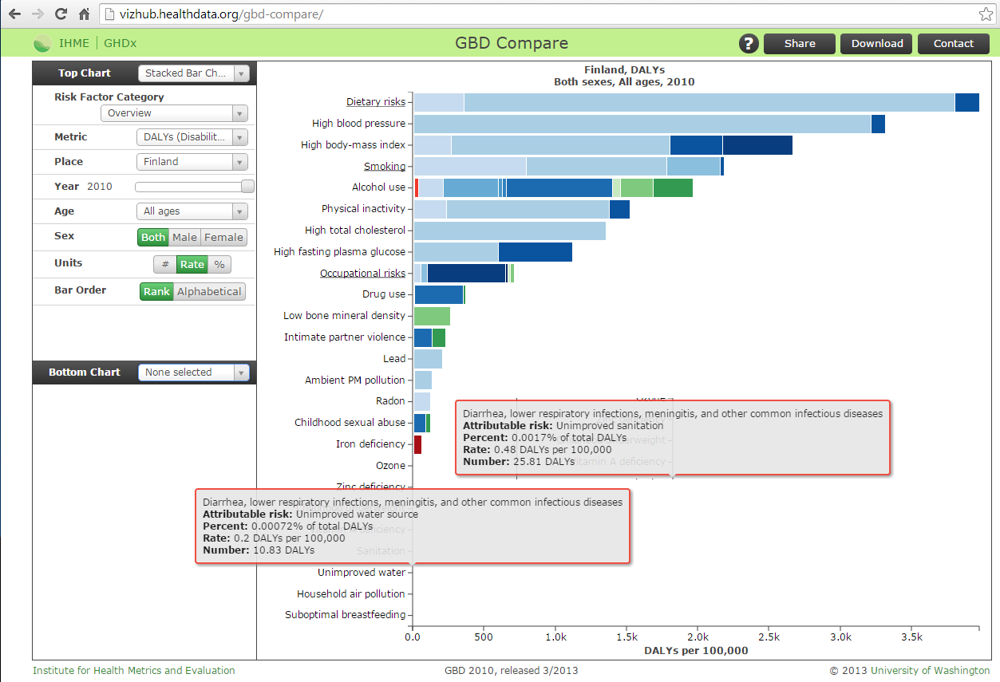 vizhub.healthdata.org/gbd-compare/
IHME | GHDx
GBD Compare
?
Share
Download
Contact
Top Chart
Stacked Bar Ch...
Risk Factor Category
Overview
Metric
DALYs (Disabilit...
Place
Finland
Year 2010
Age
All ages
Sex
Both Male Female
Units
# Rate %
Bar Order
Rank Alphabetical
Bottom Chart
None selected
Finland, DALYs
Both sexes, All ages, 2010
Dietary risks
High blood pressure
High body-mass index
Smoking
Alcohol use
Physical inactivity
High total cholesterol
High fasting plasma glucose
Occupational risks
Drug use
Low bone mineral density
Intimate partner violence
Lead
Ambient PM pollution
Radon
Childhood sexual abuse
Iron deficiency
Ozone
Zinc deficiency
Sanitation
Unimproved water
Household air pollution
Suboptimal breastfeeding
Diarrhea, lower respiratory infections, meningitis, and other common infectious diseases
Attributable risk: Unimproved sanitation
Percent: 0.0017% of total DALYs
Rate: 0.48 DALYs per 100,000
Number: 25.81 DALYs
Diarrhea, lower respiratory infections, meningitis, and other common infectious diseases
Attributable risk: Unimproved water source
Percent: 0.00072% of total DALYs
Rate: 0.2 DALYs per 100,000
Number: 10.83 DALYs
0.0 500 1.0k 1.5k 2.0k 2.5k 3.0k 3.5k
DALYs per 100,000
Institute for Health Metrics and Evaluation
GBD 2010, released 3/2013
© 2013 University of Washington